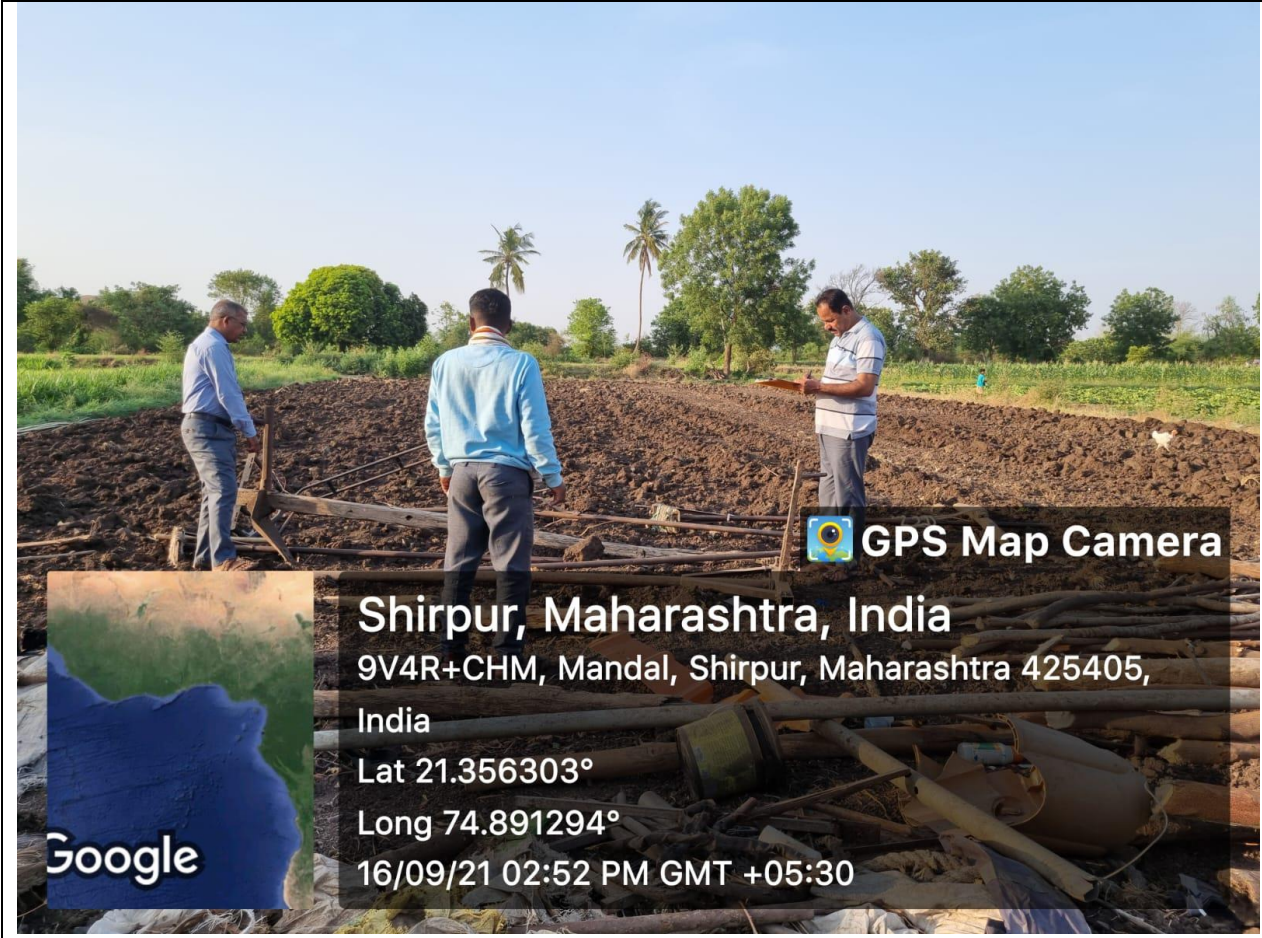 GPS Map Camera
Shirpur, Maharashtra, India
9V4R+CHM, Mandal, Shirpur, Maharashtra 425405,
India
Lat 21.356303°
Long 74.891294°
16/09/21 02:52 PM GMT +05:30
Google